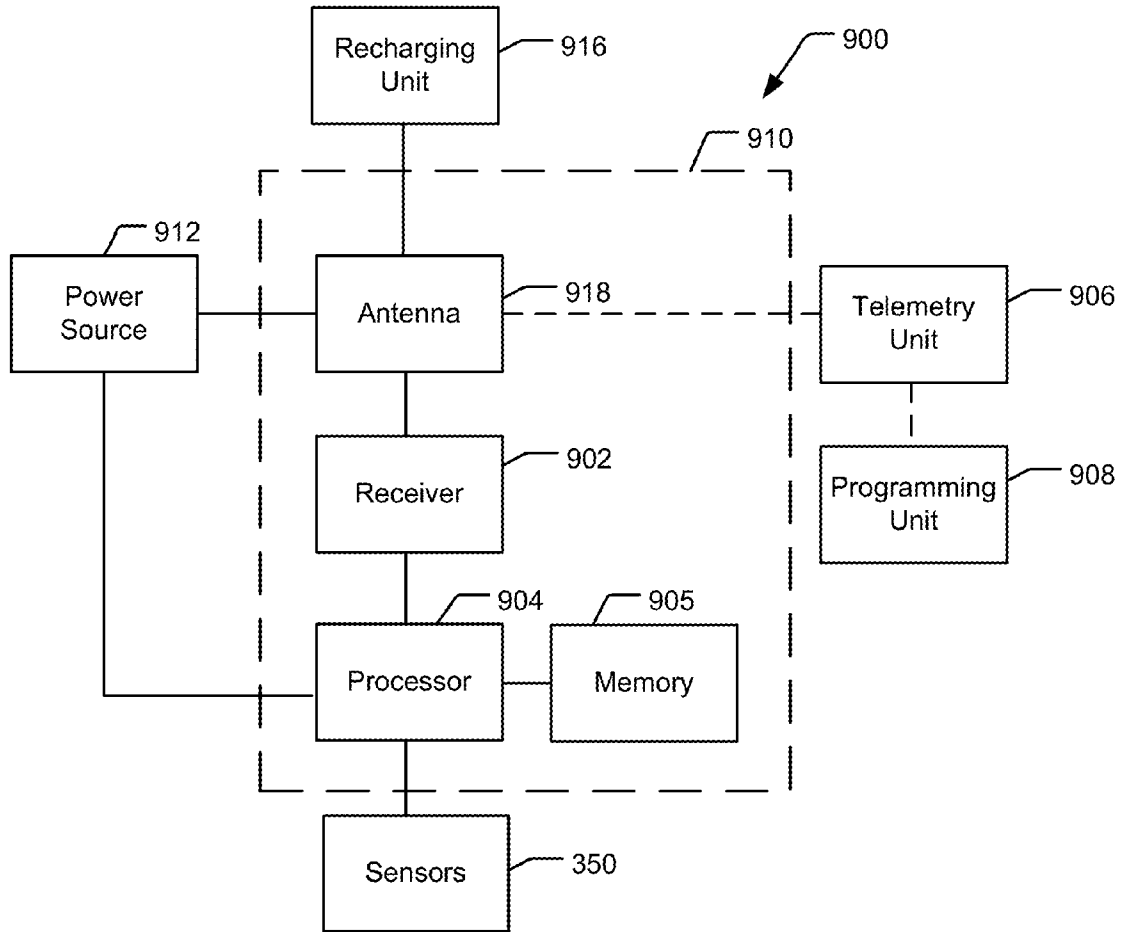 Recharging
Unit
916
900
910
912
Power
Source
Antenna
918
Telemetry
Unit
906
Receiver
902
Programming
Unit
908
904
905
Processor
Memory
Sensors
350